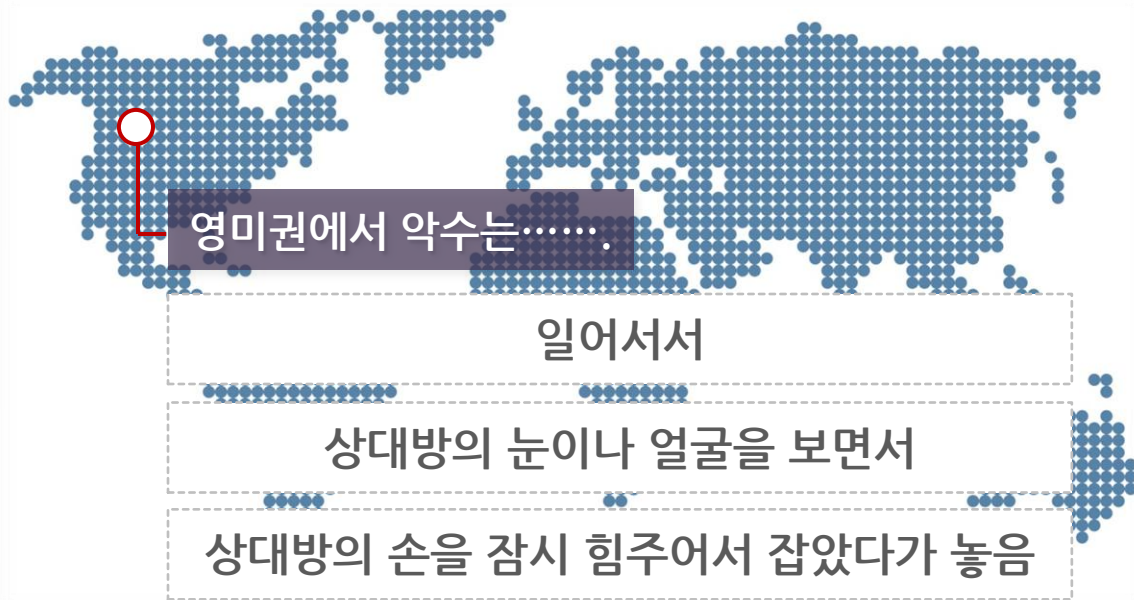 영미권에서 악수는…….
일어서서
상대방의 눈이나 얼굴을 보면서
상대방의 손을 잠시 힘주어서 잡았다가 놓음